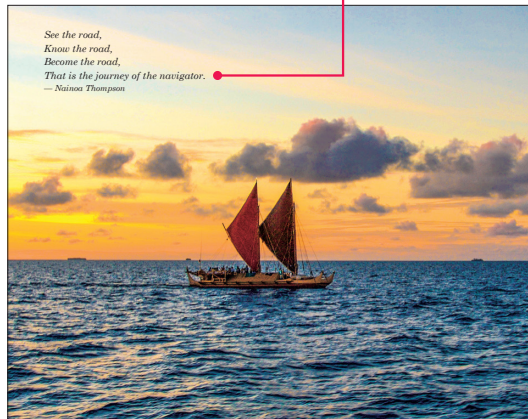 See the road,
Know the road,
Become the road,
That is the journey of the navigator.
— Nainoa Thompson